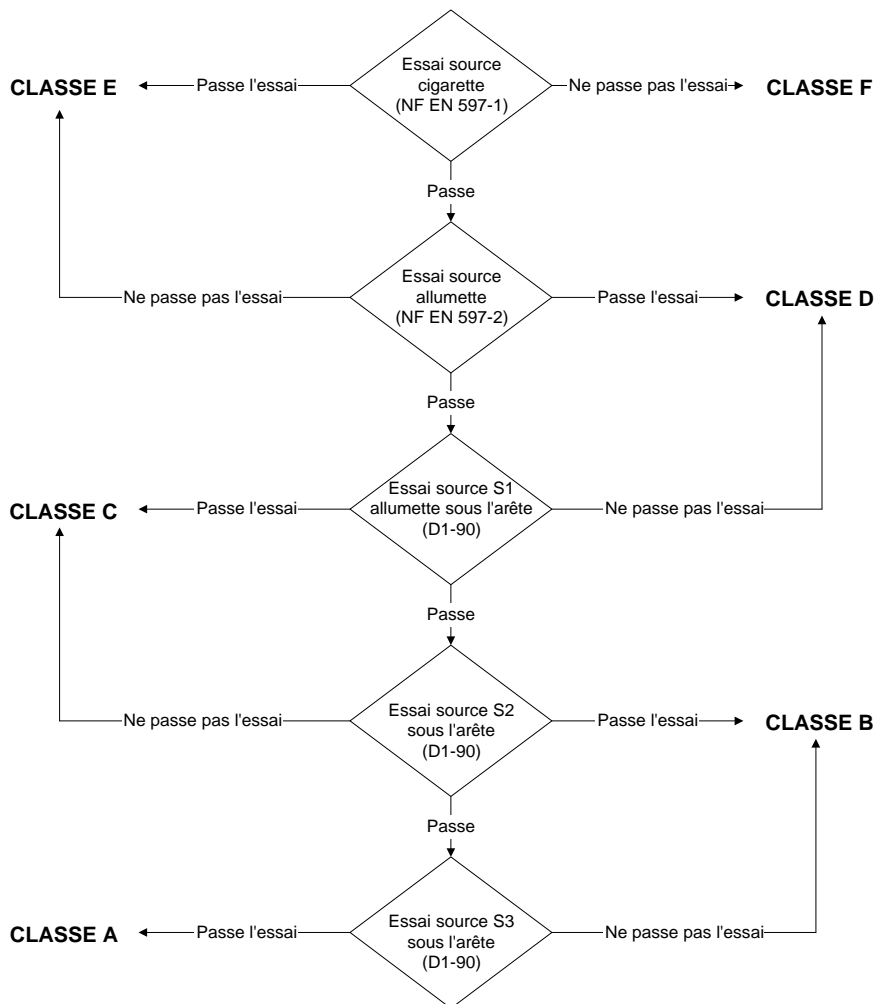 Essai source
cigarette
(NF EN 597-1)
CLASSE E
Passe l'essai
Ne passe pas l'essai
CLASSE F
Passe
Essai source
allumette
(NF EN 597-2)
Ne passe pas l'essai
Passe l'essai
CLASSE D
Passe
Essai source S1
allumette sous l'arête
(D1-90)
CLASSE C
Passe l'essai
Ne passe pas l'essai
Passe
Essai source S2
sous l'arête
(D1-90)
Ne passe pas l'essai
Passe l'essai
CLASSE B
Passe
Essai source S3
sous l'arête
(D1-90)
CLASSE A
Passe l'essai
Ne passe pas l'essai